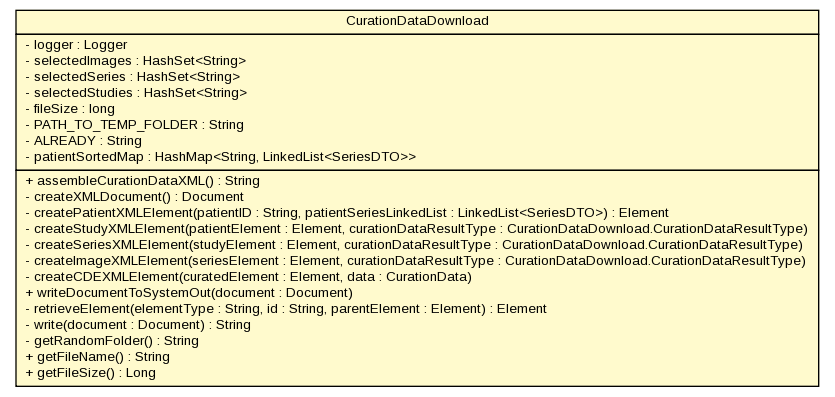 CurationDataDownload
- logger : Logger
- selectedImages : HashSet<String>
- selectedSeries : HashSet<String>
- selectedStudies : HashSet<String>
- fileSize : long
- PATH_TO_TEMP_FOLDER : String
- ALREADY : String
- patientSortedMap : HashMap<String, LinkedList<SeriesDTO>>
+ assembleCurationDataXML() : String
- createXMLDocument() : Document
- createPatientXMLElement(patientID : String, patientSeriesLinkedList : LinkedList<SeriesDTO>) : Element
- createStudyXMLElement(patientElement : Element, curationDataResultType : CurationDataDownload.CurationDataResultType)
- createSeriesXMLElement(studyElement : Element, curationDataResultType : CurationDataDownload.CurationDataResultType)
- createImageXMLElement(seriesElement : Element, curationDataResultType : CurationDataDownload.CurationDataResultType)
- createCDEXMLElement(curatedElement : Element, data : CurationData)
+ writeDocumentToSystemOut(document : Document)
- retrieveElement(elementType : String, id : String, parentElement : Element) : Element
- write(document : Document) : String
- getRandomFolder() : String
+ getFileName() : String
+ getFileSize() : Long